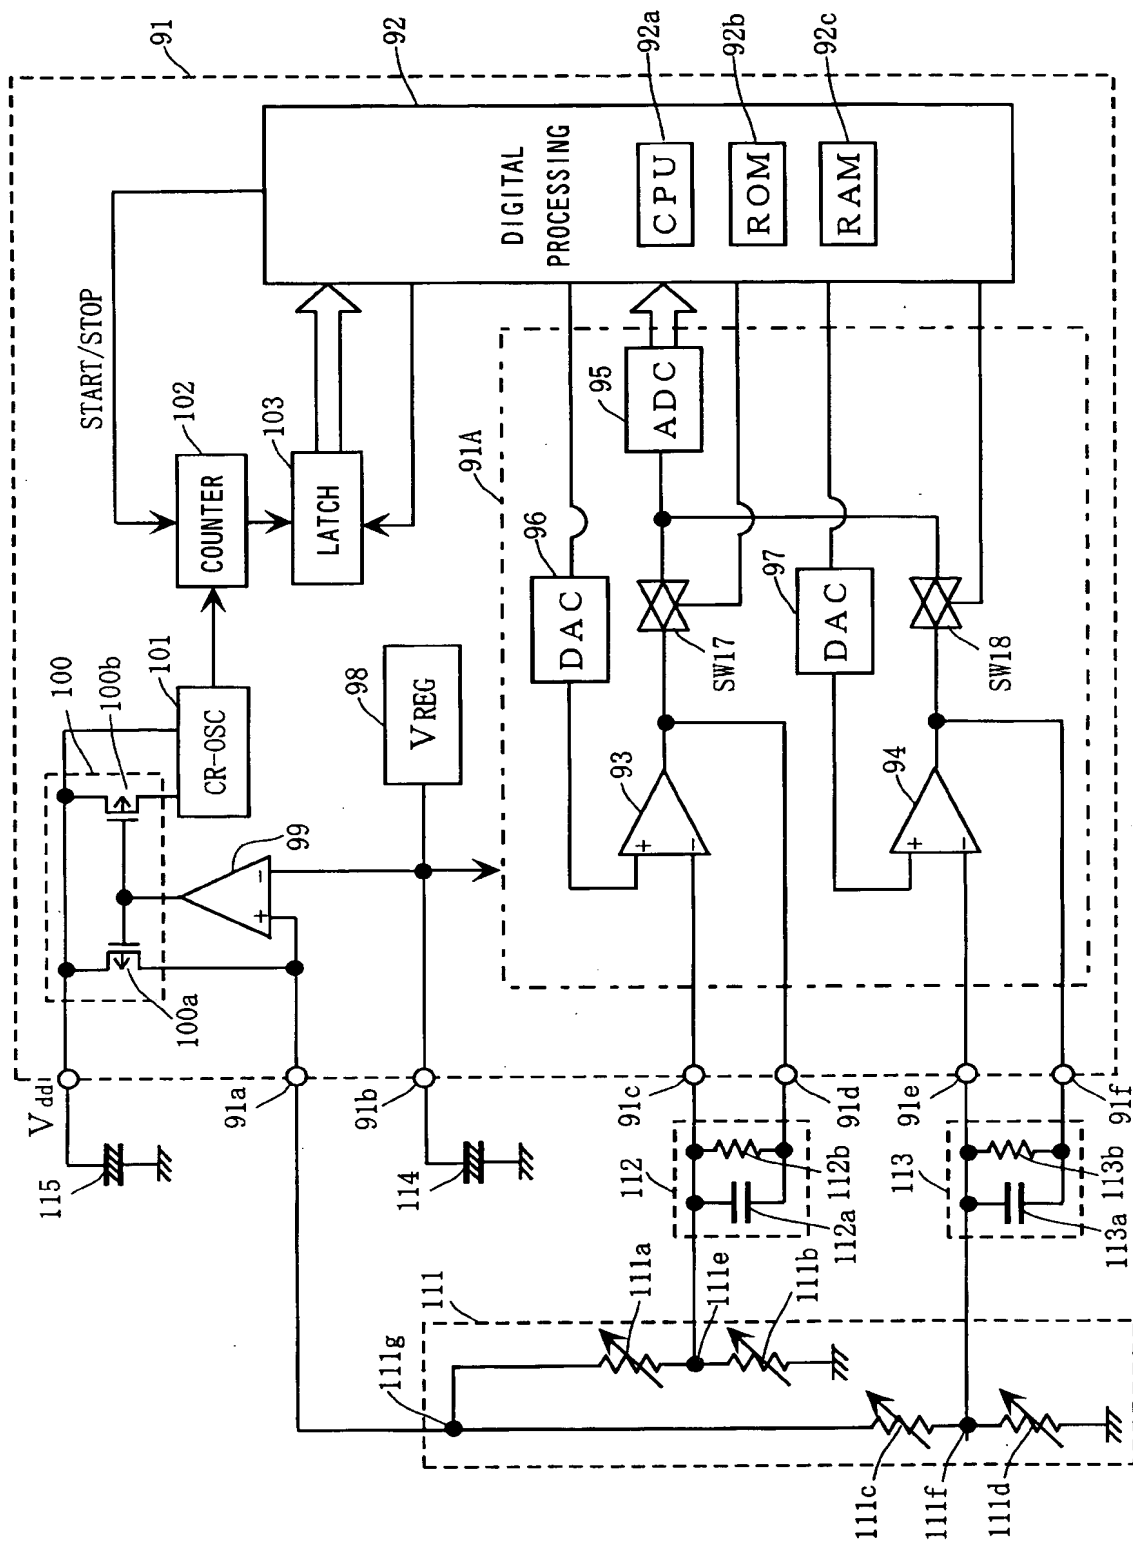 91
92
START/STOP
102
COUNTER
103
LATCH
DIGITAL
PROCESSING
92a
CPU
92b
ROM
92c
RAM
100
100b
101
CR-OSC
100a
99
+
-
98
VREG
91A
95
ADC
96
DAC
93
+
-
SW17
97
DAC
94
+
-
SW18
Vdd
115
91a
91b
114
91c
91d
91e
91f
112
112b
112a
113
113b
113a
111
111g
111a
111e
111b
111c
111f
111d